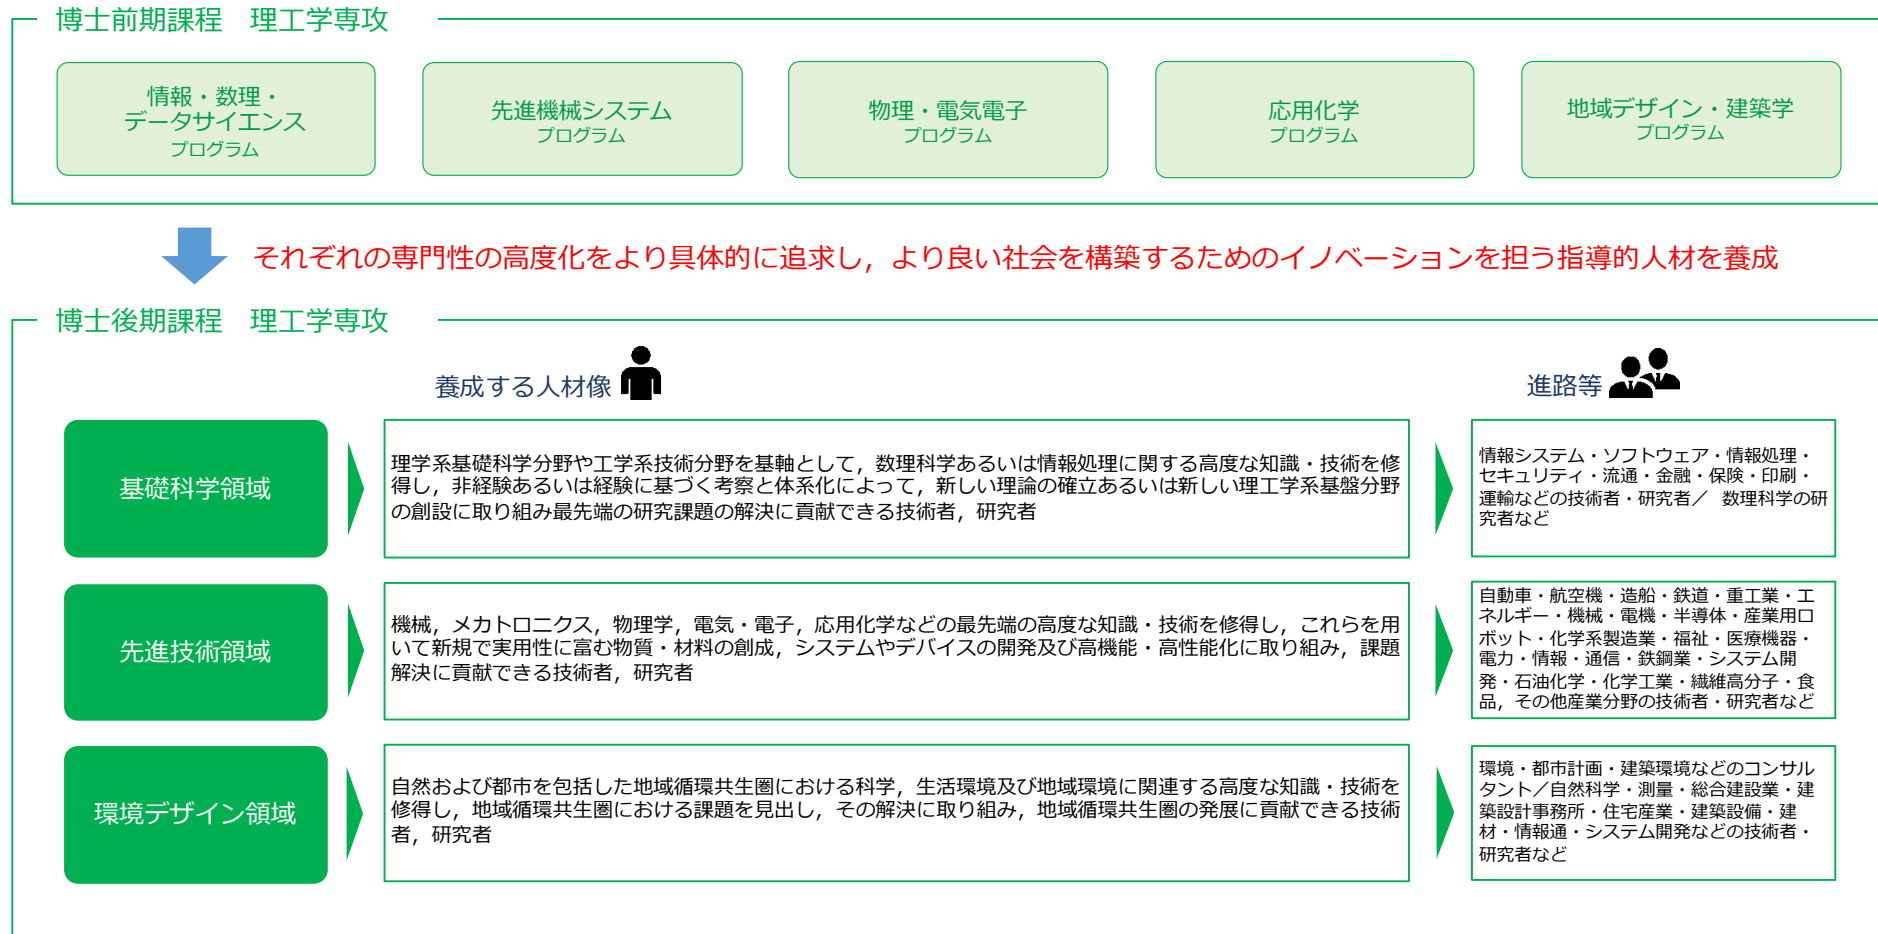 博士前期課程　理工学専攻
情報・数理・
データサイエンス
プログラム
先進機械システム
プログラム
物理・電気電子
プログラム
応用化学
プログラム
地域デザイン・建築学
プログラム
それぞれの専門性の高度化をより具体的に追求し，より良い社会を構築するためのイノベーションを担う指導的人材を養成
博士後期課程　理工学専攻
養成する人材像
進路等
基礎科学領域
理学系基礎科学分野や工学系技術分野を基軸として，数理科学あるいは情報処理に関する高度な知識・技術を修
得し，非経験あるいは経験に基づく考察と体系化によって，新しい理論の確立あるいは新しい理工学系基盤分野
の創設に取り組み最先端の研究課題の解決に貢献できる技術者，研究者
情報システム・ソフトウェア・情報処理・
セキュリティ・流通・金融・保険・印刷・
運輸などの技術者・研究者／　数理科学の研
究者など
先進技術領域
機械，メカトロニクス，物理学，電気・電子，応用化学などの最先端の高度な知識・技術を修得し，これらを用
いて新規で実用性に富む物質・材料の創成，システムやデバイスの開発及び高機能・高性能化に取り組み，課題
解決に貢献できる技術者，研究者
自動車・航空機・造船・鉄道・重工業・エ
ネルギー・機械・電機・半導体・産業用ロ
ボット・化学系製造業・福祉・医療機器・
電力・情報・通信・鉄鋼業・システム開
発・石油化学・化学工業・繊維高分子・食
品，その他産業分野の技術者・研究者など
環境デザイン領域
自然および都市を包括した地域循環共生圏における科学，生活環境及び地域環境に関連する高度な知識・技術を
修得し，地域循環共生圏における課題を見出し，その解決に取り組み，地域循環共生圏の発展に貢献できる技術
者，研究者
環境・都市計画・建築環境などのコンサル
タント／自然科学・測量・総合建設業・建
築設計事務所・住宅産業・建築設備・建
材・情報通・システム開発などの技術者・
研究者など